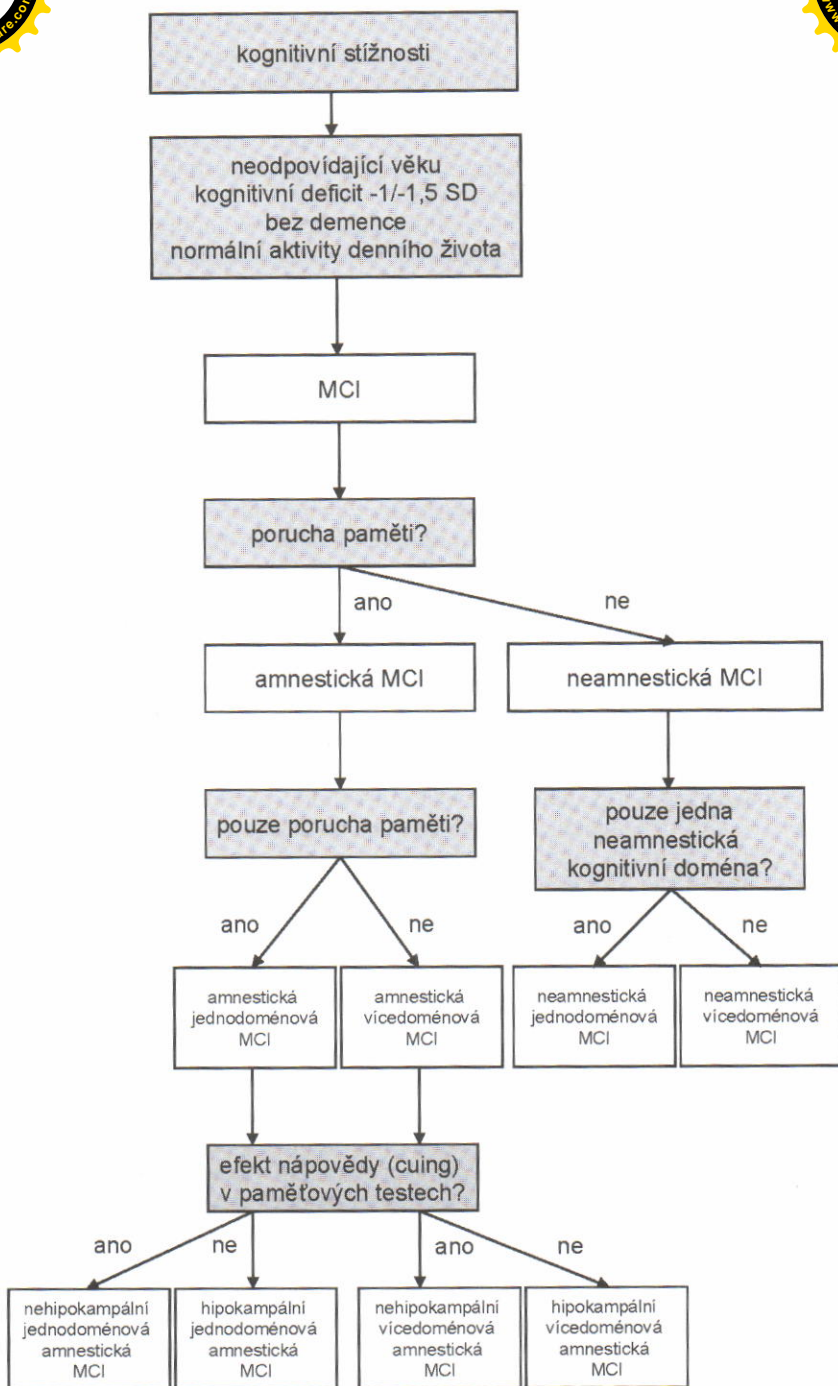 re.com
www
kognitivní stížnosti
neodpovídající věku
kognitivní deficit -1/-1,5 SD
bez demence
normální aktivity denního života
MCI
porucha paměti?
ano
ne
amnestická MCI
neamnestická MCI
pouze porucha paměti?
pouze jedna
neamnestická
kognitivní doména?
ano
ne
ano
ne
amnestická
jednodoménová
MCI
amnestická
vícedoménová
MCI
neamnestická
jednodoménová
MCI
neamnestická
vícedoménová
MCI
efekt nápovědy (cuing)
v paměťových testech?
ano
ne
ano
ne
nehipokampální
jednodoménová
amnestická
MCI
hipokampální
jednodoménová
amnestická
MCI
nehipokampální
vícedoménová
amnestická
MCI
hipokampální
vícedoménová
amnestická
MCI